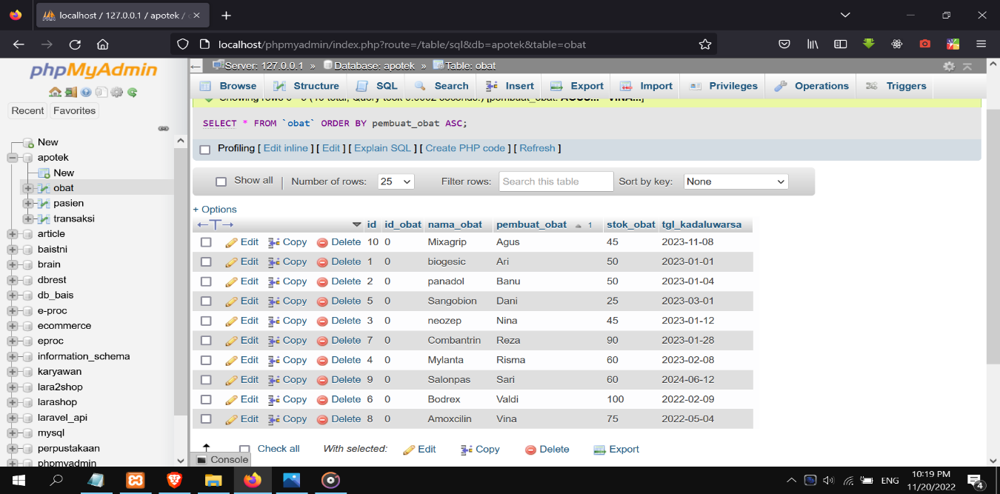 localhost / 127.0.0.1 / apotek /
localhost/phpmyadmin/index.php?route=/table/sql&db=apotek&table=obat
phpMyAdmin
Recent Favorites
New
apotek
New
obat
pasien
transaksi
article
baistni
brain
dbrest
db_bais
e-proc
ecommerce
eproc
information_schema
karyawan
lara2shop
larashop
laravel_api
mysql
perpustakaan
phpmyadmin
Server: 127.0.0.1 » Database: apotek » Table: obat
Browse Structure SQL Search Insert Export Import Privileges Operations Triggers
SELECT * FROM `obat` ORDER BY pembuat_obat ASC;
Profiling [ Edit inline ] [ Edit ] [ Explain SQL ] [ Create PHP code ] [ Refresh ]
Show all | Number of rows: 25 Filter rows: Search this table Sort by key: None
+ Options
←T→ id id_obat nama_obat pembuat_obat 1 stok_obat tgl_kadaluwarsa
Edit Copy Delete 10 0 Mixagrip Agus 45 2023-11-08
Edit Copy Delete 1 0 biogesic Ari 50 2023-01-01
Edit Copy Delete 2 0 panadol Banu 50 2023-01-04
Edit Copy Delete 5 0 Sangobion Dani 25 2023-03-01
Edit Copy Delete 3 0 neozep Nina 45 2023-01-12
Edit Copy Delete 7 0 Combantrin Reza 90 2023-01-28
Edit Copy Delete 4 0 Mylanta Risma 60 2023-02-08
Edit Copy Delete 9 0 Salonpas Sari 60 2024-06-12
Edit Copy Delete 6 0 Bodrex Valdi 100 2022-02-09
Edit Copy Delete 8 0 Amoxcilin Vina 75 2022-05-04
Check all With selected: Edit Copy Delete Export
Console
ENG
10:19 PM
11/20/2022
4